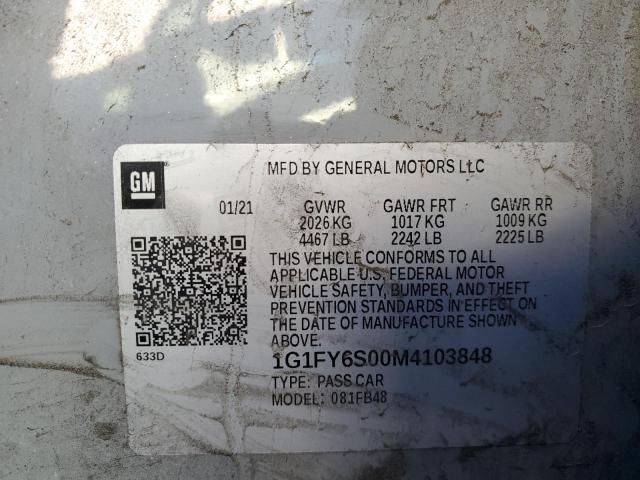 GM
MFD BY GENERAL MOTORS LLC
01/21 GVWR GAWR FRT GAWR RR
2026 KG 1017 KG 1009 KG
4467 LB 2242 LB 2225 LB
THIS VEHICLE CONFORMS TO ALL
APPLICABLE U.S. FEDERAL MOTOR
VEHICLE SAFETY, BUMPER, AND THEFT
PREVENTION STANDARDS IN EFFECT ON
THE DATE OF MANUFACTURE SHOWN
ABOVE.
633D
1G1FY6S00M4103848
TYPE: PASS CAR
MODEL: 081FB48